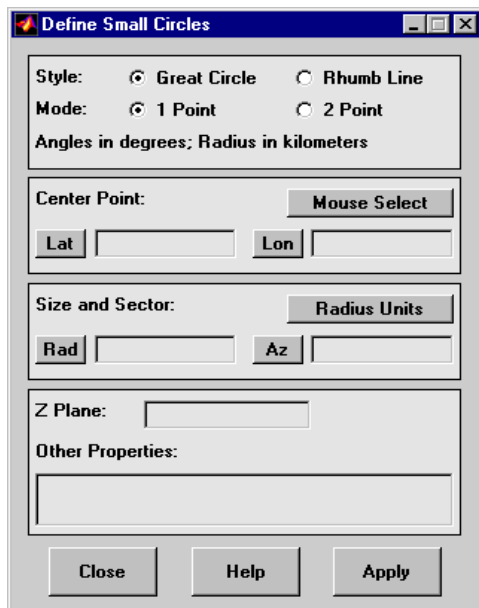 Define Small Circles
Style: Great Circle Rhumb Line
Mode: 1 Point 2 Point
Angles in degrees; Radius in kilometers
Center Point: Mouse Select
Lat Lon
Size and Sector: Radius Units
Rad Az
Z Plane:
Other Properties:
Close Help Apply